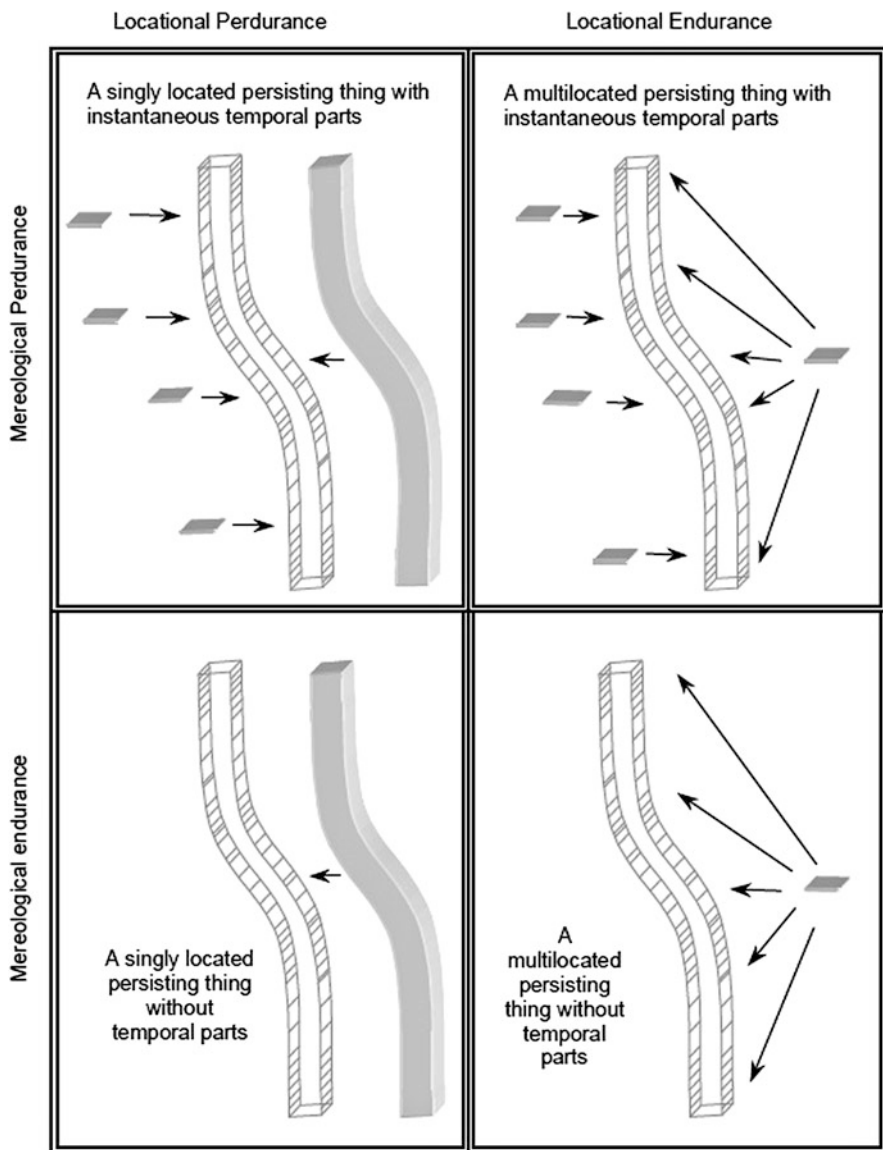 Locational Perdurance
Locational Endurance
Mereological Perdurance
A singly located persisting thing with
instantaneous temporal parts
A multilocated persisting thing with
instantaneous temporal parts
Mereological endurance
A singly located
persisting thing
without
temporal parts
A
multilocated
persisting
thing without
temporal
parts